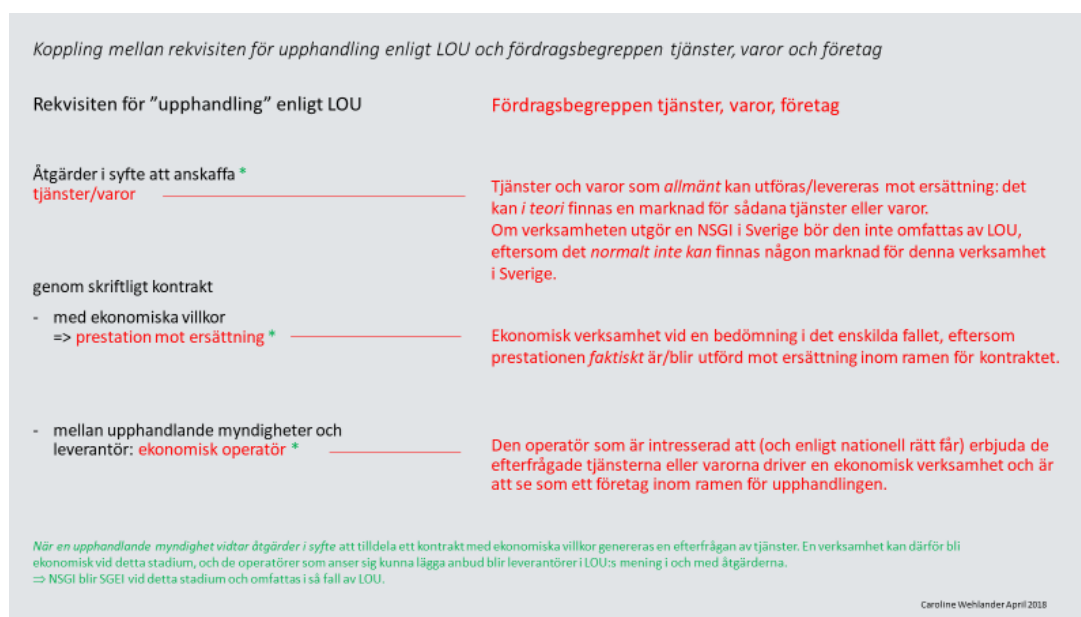 Koppling mellan rekvisiten för upphandling enligt LOU och fördragsbegreppen tjänster, varor och företag
Rekvisiten för ”upphandling” enligt LOU
Fördragsbegreppen tjänster, varor, företag
Åtgärder i syfte att anskaffa *
tjänster/varor
Tjänster och varor som allmänt kan utföras/levereras mot ersättning: det
kan i teori finnas en marknad för sådana tjänster eller varor.
Om verksamheten utgör en NSGI i Sverige bör den inte omfattas av LOU,
eftersom det normalt inte kan finnas någon marknad för denna verksamhet
i Sverige.
genom skriftligt kontrakt
- med ekonomiska villkor
=> prestation mot ersättning *
Ekonomisk verksamhet vid en bedömning i det enskilda fallet, eftersom
prestationen faktiskt är/blir utförd mot ersättning inom ramen för kontraktet.
- mellan upphandlande myndigheter och
leverantör: ekonomisk operatör *
Den operatör som är intresserad att (och enligt nationell rätt får) erbjuda de
efterfrågade tjänsterna eller varorna driver en ekonomisk verksamhet och är
att se som ett företag inom ramen för upphandlingen.
När en upphandlande myndighet vidtar åtgärder i syfte att tilldela ett kontrakt med ekonomiska villkor genereras en efterfrågan av tjänster. En verksamhet kan därför bli
ekonomisk vid detta stadium, och de operatörer som anser sig kunna lägga anbud blir leverantörer i LOU:s mening i och med åtgärderna.
⇒ NSGI blir SGEI vid detta stadium och omfattas i så fall av LOU.
Caroline Wehlander April 2018